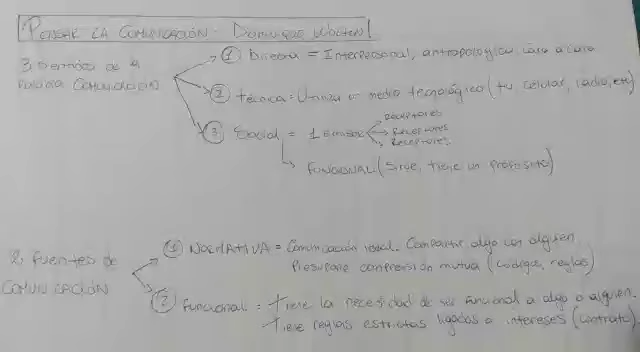 PENSAR LA COMUNICACIÓN: DOMINIQUE WOLTON!
3 sentidos de la palabra COMUNICACIÓN
① Directa = Interpersonal, antropológica, cara a cara
② Técnica = Utiliza un medio tecnológico (tv, celular, radio, etc)
③ Social = 1 emisor
RECEPTORES
RECEPTORES
RECEPTORES.
FUNCIONAL (Sirve, tiene un propósito)
2 Fuentes de COMUNICACIÓN
① NORMATIVA = Comunicación ideal. Compartir algo con alguien.
Presupone comprensión mutua (códigos, reglas)
② Funcional = Tiene la necesidad de ser funcional a algo o alguien.
Tiene reglas estrictas ligadas a intereses (contrato).